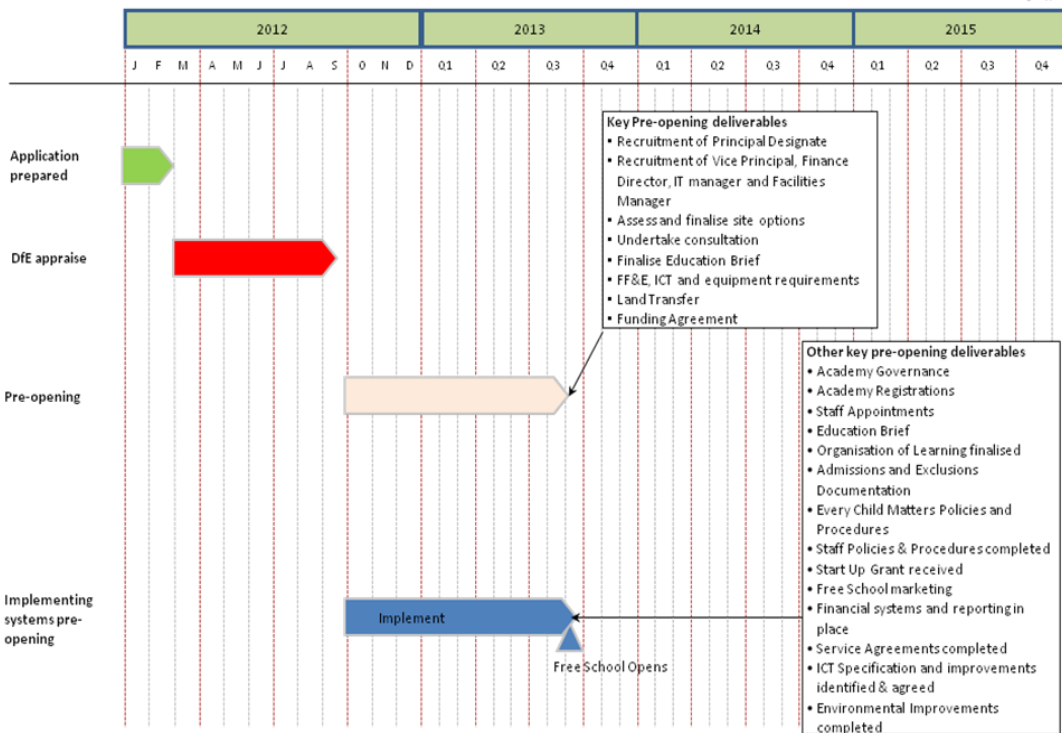 2012 2013 2014 2015
J F M A M J J A S O N D Q1 Q2 Q3 Q4 Q1 Q2 Q3 Q4 Q1 Q2 Q3 Q4
Key Pre-opening deliverables
• Recruitment of Principal Designate
• Recruitment of Vice Principal, Finance
Director, IT manager and Facilities
Manager
• Assess and finalise site options
• Undertake consultation
• Finalise Education Brief
• FF&E, ICT and equipment requirements
• Land Transfer
• Funding Agreement
Application
prepared
DfE appraise
Pre-opening
Other key pre-opening deliverables
• Academy Governance
• Academy Registrations
• Staff Appointments
• Education Brief
• Organisation of Learning finalised
• Admissions and Exclusions
Documentation
• Every Child Matters Policies and
Procedures
• Staff Policies & Procedures completed
• Start Up Grant received
• Free School marketing
• Financial systems and reporting in
place
• Service Agreements completed
• ICT Specification and improvements
identified & agreed
• Environmental Improvements
completed
Implementing
systems pre-
opening
Implement
Free School Opens